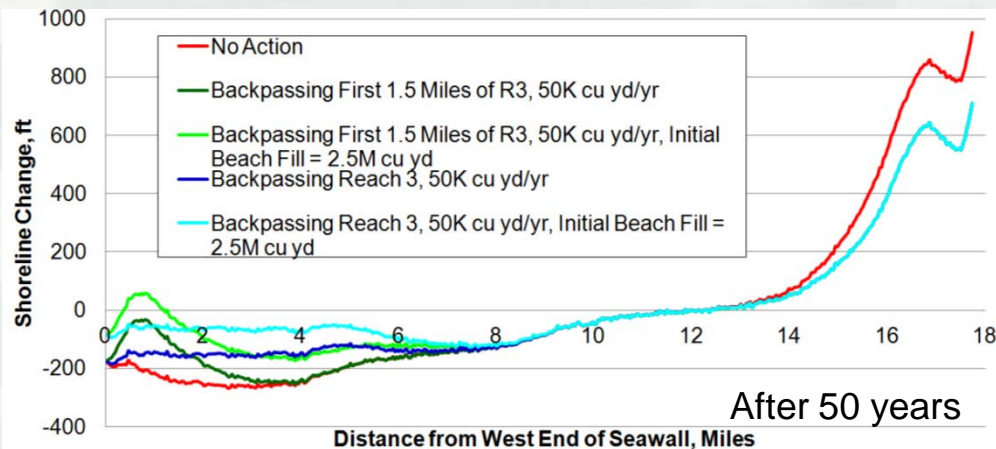 1000
800
600
400
200
0
-200
-400
Shoreline Change, ft
No Action
Backpassing First 1.5 Miles of R3, 50K cu yd/yr
Backpassing First 1.5 Miles of R3, 50K cu yd/yr, Initial
Beach Fill = 2.5M cu yd
Backpassing Reach 3, 50K cu yd/yr
Backpassing Reach 3, 50K cu yd/yr, Initial Beach Fill =
2.5M cu yd
0 2 4 6 8 10 12 14 16 18
After 50 years
Distance from West End of Seawall, Miles